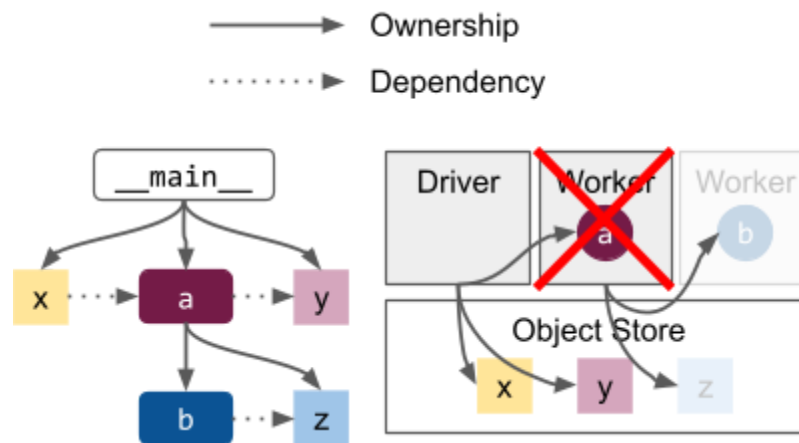 Ownership
Dependency
__main__
x
a
y
b
z
Driver
Worker
a
Worker
b
Object Store
x
y
z